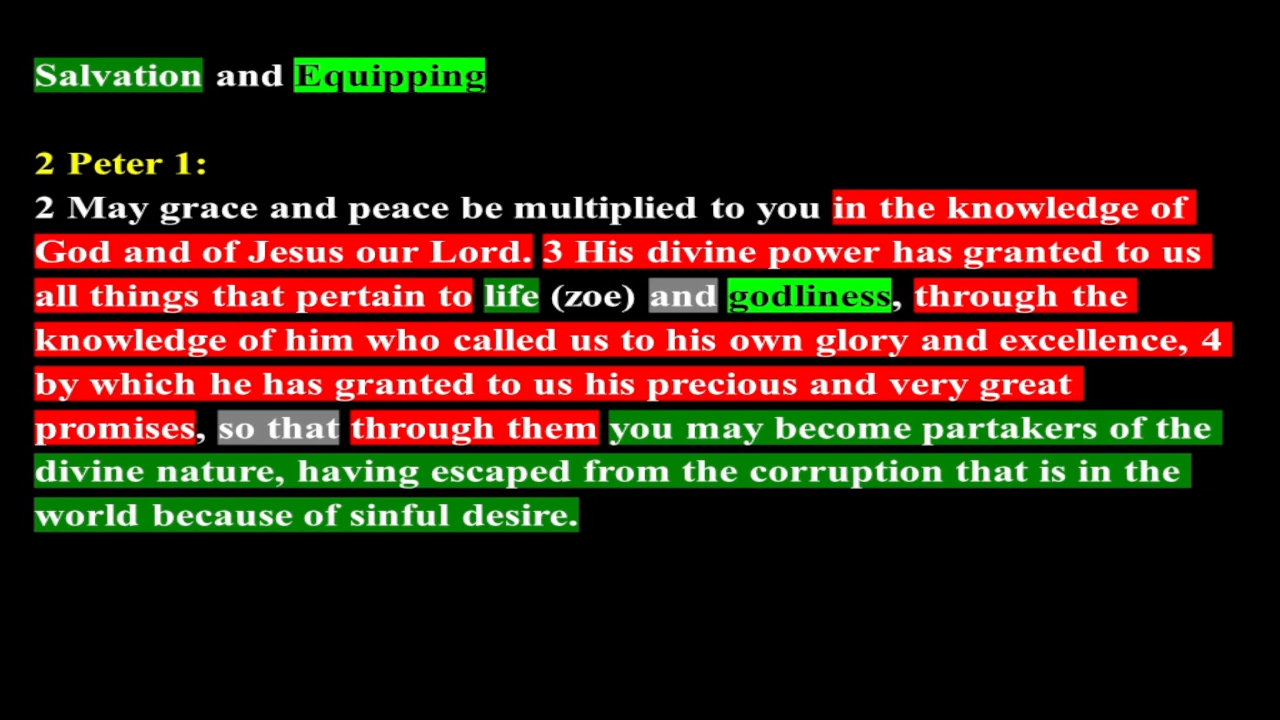 Salvation and Equipping
2 Peter 1:
2 May grace and peace be multiplied to you in the knowledge of
God and of Jesus our Lord. 3 His divine power has granted to us
all things that pertain to life (zoe) and godliness, through the
knowledge of him who called us to his own glory and excellence, 4
by which he has granted to us his precious and very great
promises, so that through them you may become partakers of the
divine nature, having escaped from the corruption that is in the
world because of sinful desire.